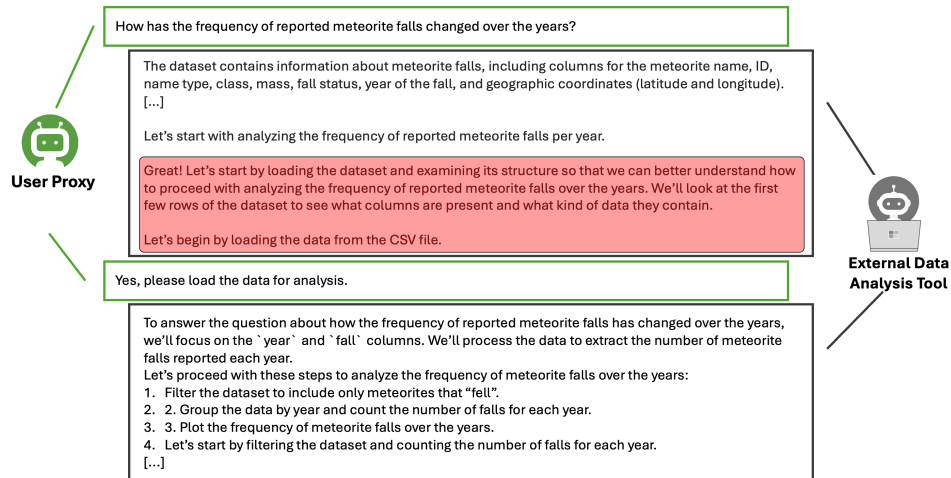 How has the frequency of reported meteorite falls changed over the years?
The dataset contains information about meteorite falls, including columns for the meteorite name, ID,
name type, class, mass, fall status, year of the fall, and geographic coordinates (latitude and longitude).
[...]
Let's start with analyzing the frequency of reported meteorite falls per year.
Great! Let's start by loading the dataset and examining its structure so that we can better understand how
to proceed with analyzing the frequency of reported meteorite falls over the years. We'll look at the first
few rows of the dataset to see what columns are present and what kind of data they contain.
Let's begin by loading the data from the CSV file.
User Proxy
External Data
Analysis Tool
Yes, please load the data for analysis.
To answer the question about how the frequency of reported meteorite falls has changed over the years,
we'll focus on the `year` and `fall` columns. We'll process the data to extract the number of meteorite
falls reported each year.
Let's proceed with these steps to analyze the frequency of meteorite falls over the years:
1. Filter the dataset to include only meteorites that “fell”.
2. 2. Group the data by year and count the number of falls for each year.
3. 3. Plot the frequency of meteorite falls over the years.
4. Let's start by filtering the dataset and counting the number of falls for each year.
[...]